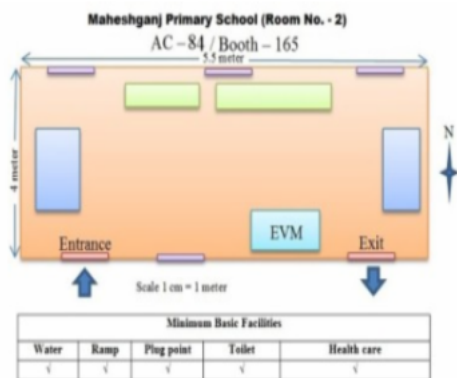 Maheshganj Primary School (Room No. - 2)
AC – 84 / Booth – 165
5.5 meter
4 meter
N
EVM
Entrance
Exit
Scale 1 cm = 1 meter
Minimum Basic Facilities
Water Ramp Plug point Toilet Health care
√ √ √ √ √